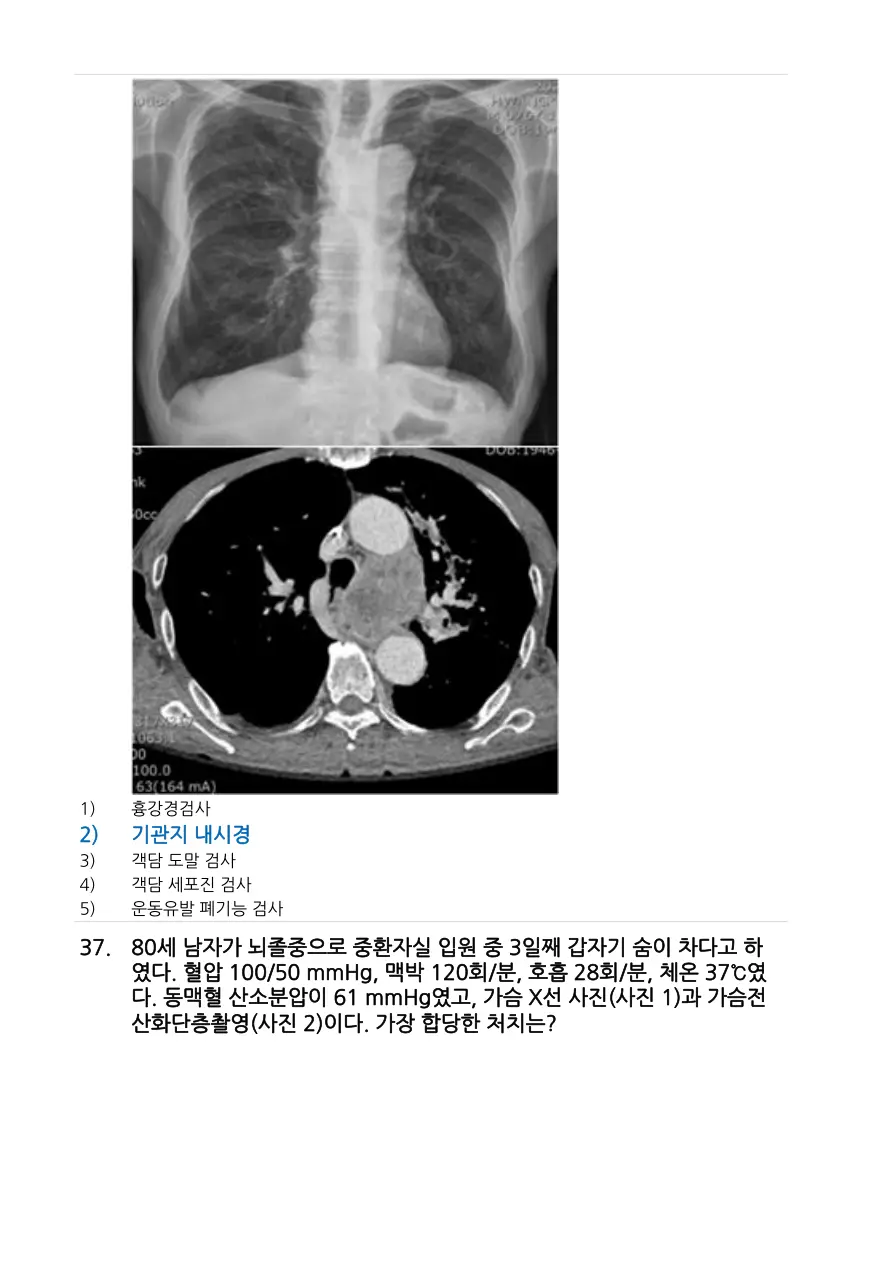 DOB:1946
100.0
63(164 mA)
1) 흉강경검사
2) 기관지 내시경
3) 객담 도말 검사
4) 객담 세포진 검사
5) 운동유발 폐기능 검사
37. 80세 남자가 뇌졸중으로 중환자실 입원 중 3일째 갑자기 숨이 차다고 하
였다. 혈압 100/50 mmHg, 맥박 120회/분, 호흡 28회/분, 체온 37℃였
다. 동맥혈 산소분압이 61 mmHg였고, 가슴 X선 사진(사진 1)과 가슴전
산화단층촬영(사진 2)이다. 가장 합당한 처치는?